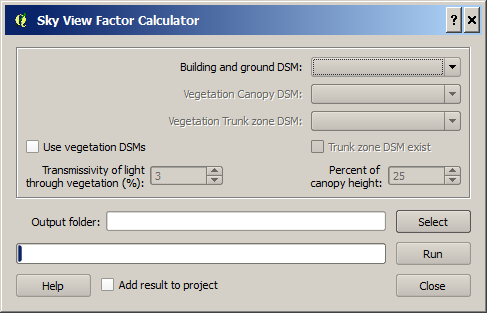 Sky View Factor Calculator
Building and ground DSM:
Vegetation Canopy DSM:
Vegetation Trunk zone DSM:
Use vegetation DSMs
Trunk zone DSM exist
Transmissivity of light
through vegetation (%):
3
Percent of
canopy height:
25
Output folder:
Select
Run
Help
Add result to project
Close